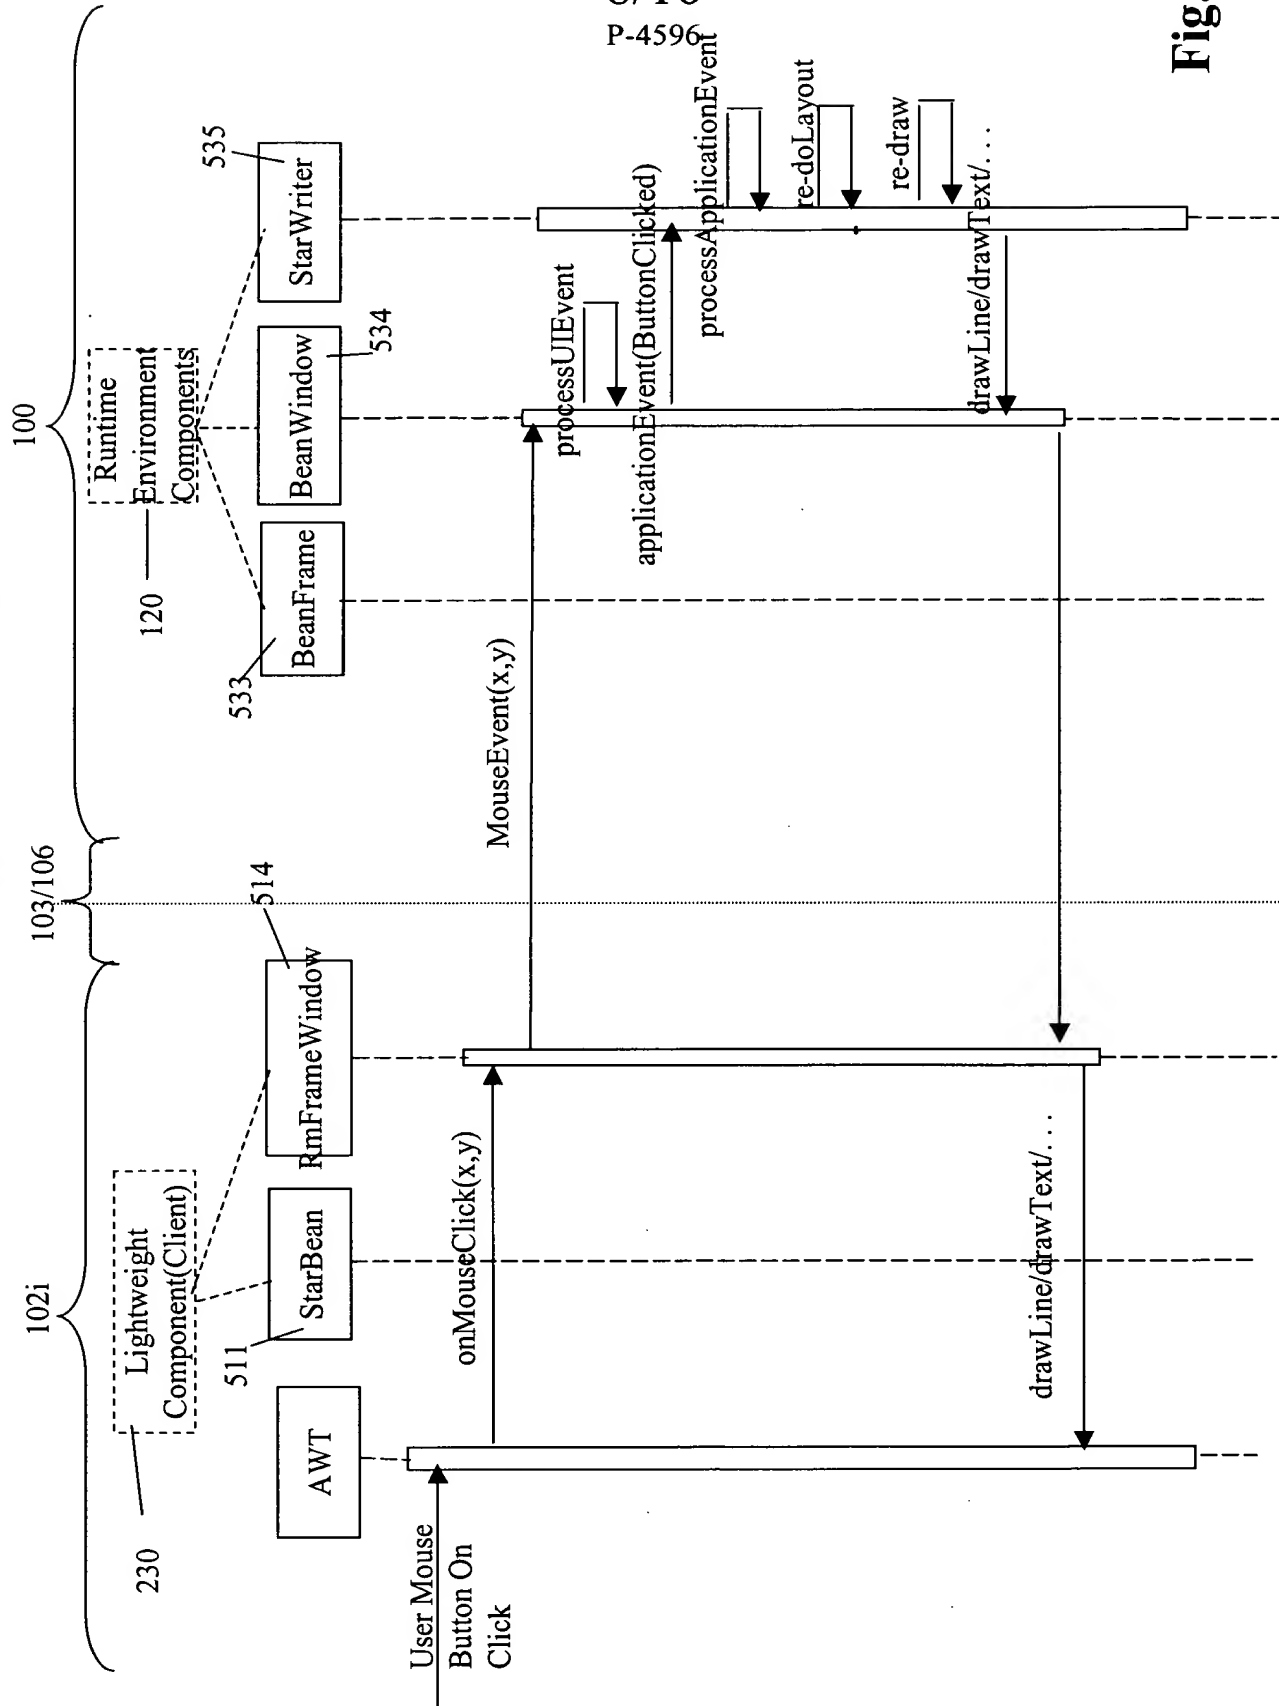 P-4596
Fig.
102i
103/106
100
230
Lightweight
Component(Client)
120
Runtime
Environment
Components
AWT
511
StarBean
514
RmFrameWindow
533
BeanFrame
534
BeanWindow
535
StarWriter
User Mouse
Button On
Click
onMouseClick(x,y)
MouseEvent(x,y)
processUIEvent
applicationEvent(ButtonClicked)
processApplicationEvent
re-doLayout
re-draw
drawLine/drawText/...
drawLine/drawText/...